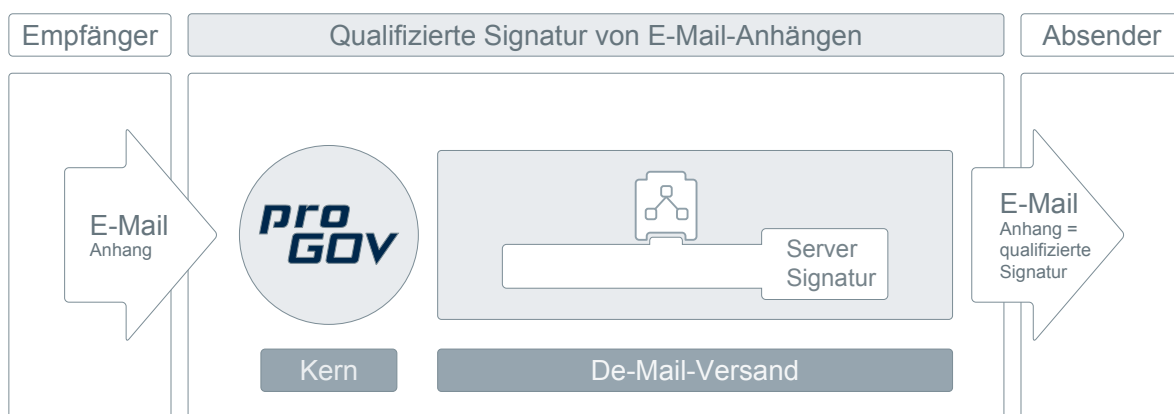 Empfänger
Qualifizierte Signatur von E-Mail-Anhängen
Absender
E-Mail
Anhang
pro
GOV
Server
Signatur
E-Mail
Anhang =
qualifizierte
Signatur
Kern
De-Mail-Versand